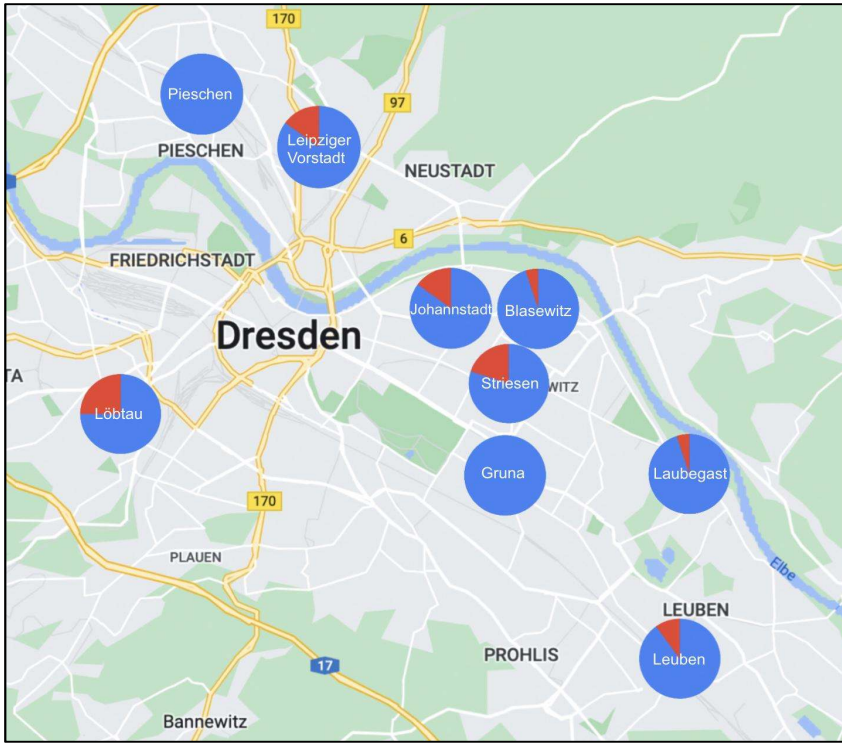 170
Pieschen
97
Leipziger
Vorstadt
PIESCHEN
NEUSTADT
6
FRIEDRICHSTADT
Johannstadt
Blasewitz
Dresden
TA
Striesen
WITZ
Löbtau
Gruna
Laubegast
170
PLAUEN
Elbe
LEUBEN
PROHLIS
Leuben
17
Bannewitz